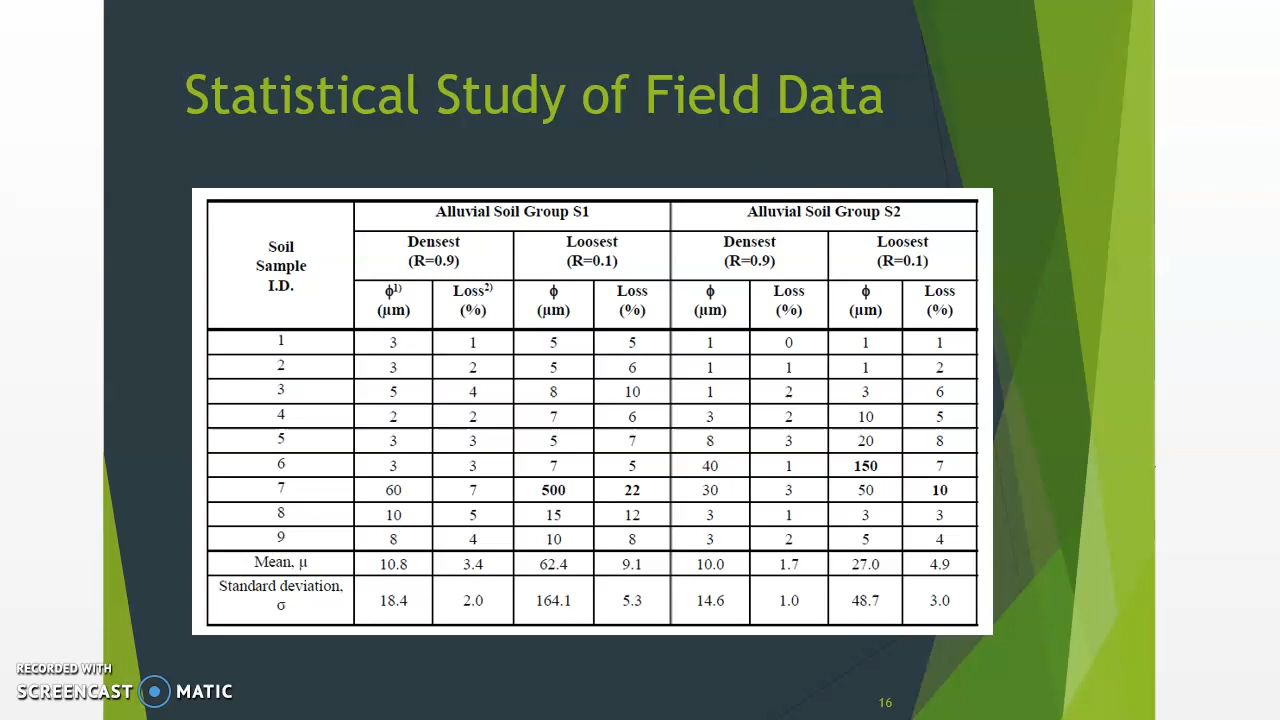 Statistical Study of Field Data
Soil Sample I.D. Alluvial Soil Group S1 Alluvial Soil Group S2
Densest (R=0.9) Loosest (R=0.1) Densest (R=0.9) Loosest (R=0.1)
ϕ1) (µm) Loss2) (%) ϕ (µm) Loss (%) ϕ (µm) Loss (%) ϕ (µm) Loss (%)
1 3 1 5 5 1 0 1 1
2 3 2 5 6 1 1 1 2
3 5 4 8 10 1 2 3 6
4 2 2 7 6 3 2 10 5
5 3 3 5 7 8 3 20 8
6 3 3 7 5 40 1 150 7
7 60 7 500 22 30 3 50 10
8 10 5 15 12 3 1 3 3
9 8 4 10 8 3 2 5 4
Mean, µ 10.8 3.4 62.4 9.1 10.0 1.7 27.0 4.9
Standard deviation, σ 18.4 2.0 164.1 5.3 14.6 1.0 48.7 3.0
RECORDED WITH
SCREENCAST MATIC
16